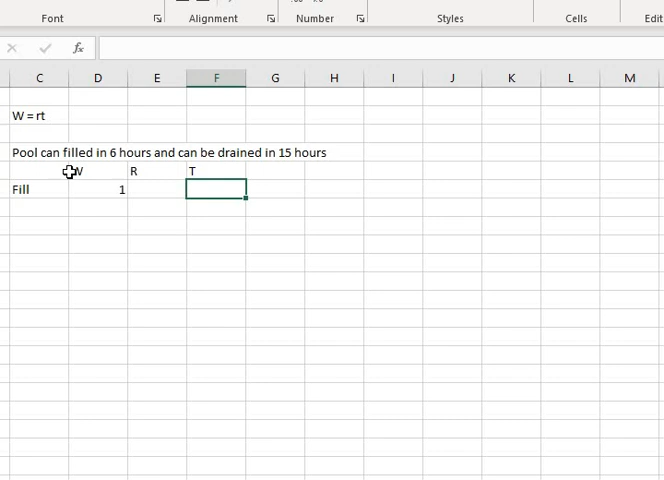 Font Alignment Number Styles Cells Edit
fx
C D E F G H I J K L M
W = rt
Pool can filled in 6 hours and can be drained in 15 hours
R T
Fill 1